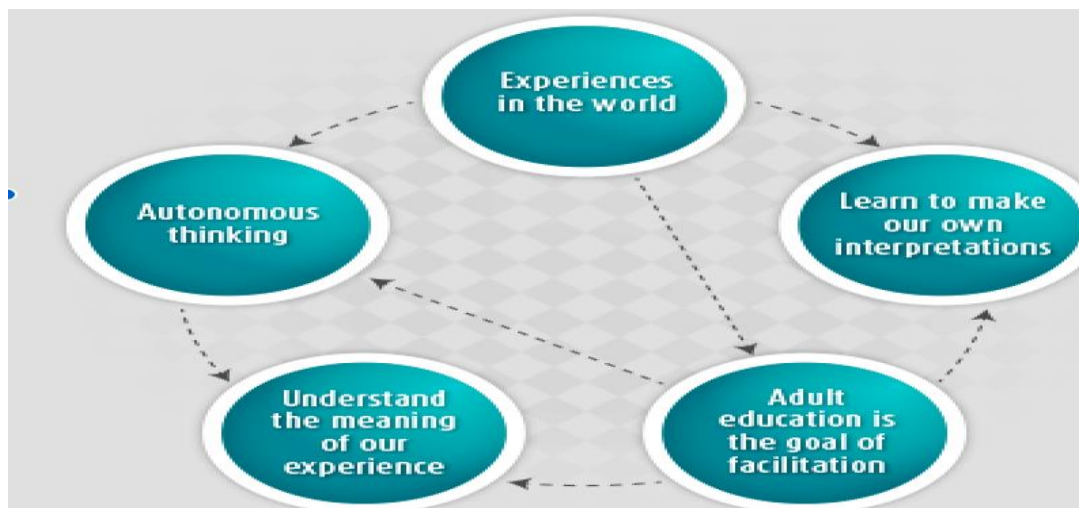 Experiences
in the world
Autonomous
thinking
Learn to make
our own
interpretations
Understand
the meaning
of our
experience
Adult
education is
the goal of
facilitation